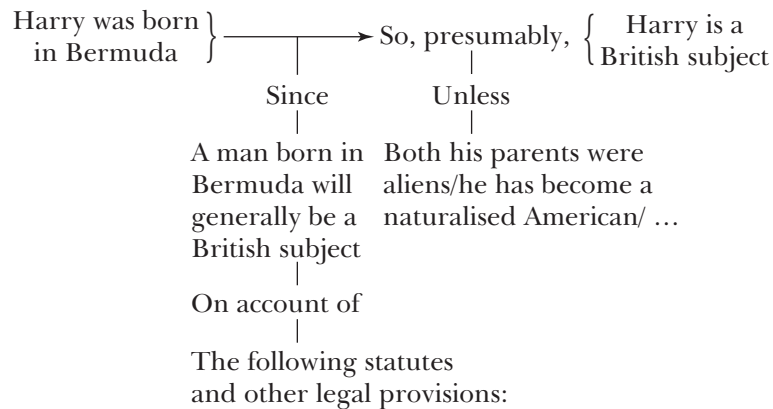 Harry was born
in Bermuda
So, presumably,
Harry is a
British subject
Since
Unless
A man born in
Bermuda will
generally be a
British subject
Both his parents were
aliens/he has become a
naturalised American/ …
On account of
The following statutes
and other legal provisions: